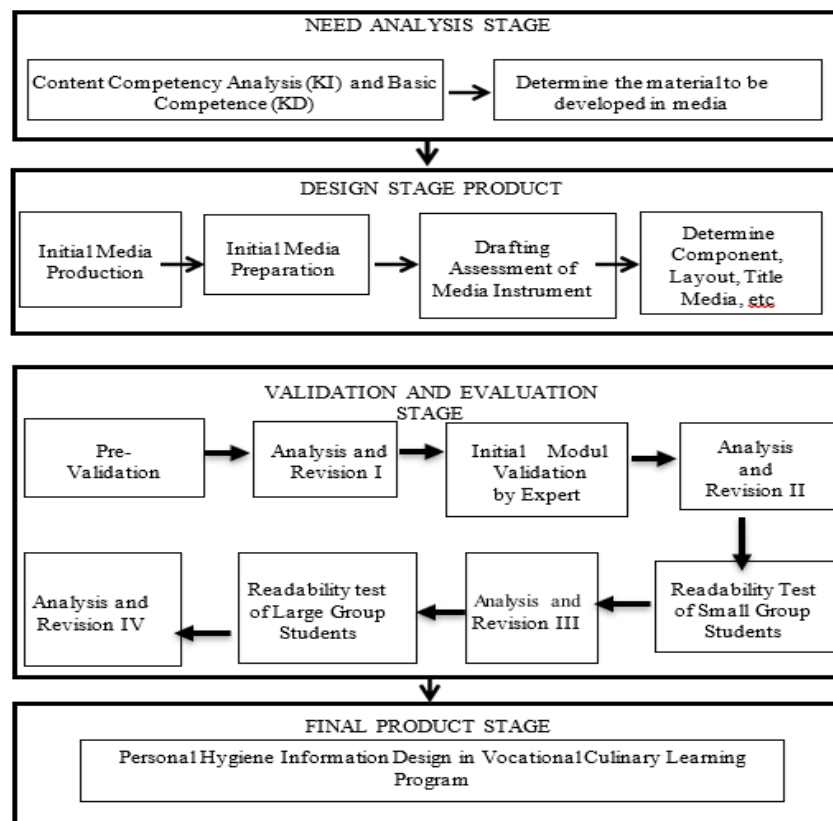 NEED ANALYSIS STAGE
Content Competency Analysis (KI) and Basic
Competence (KD)
Determine the material to be
developed in media
DESIGN STAGE PRODUCT
Initial Media
Production
Initial Media
Preparation
Drafting
Assessment of
Media Instrument
Determine
Component,
Layout, Title
Media, etc
VALIDATION AND EVALUATION
STAGE
Pre-
Validation
Analysis and
Revision I
Initial Modul
Validation
by Expert
Analysis
and
Revision II
Analysis and
Revision IV
Readability test
of Large Group
Students
Analysis and
Revision III
Readability Test
of Small Group
Students
FINAL PRODUCT STAGE
Personal Hygiene Information Design in Vocational Culinary Learning
Program